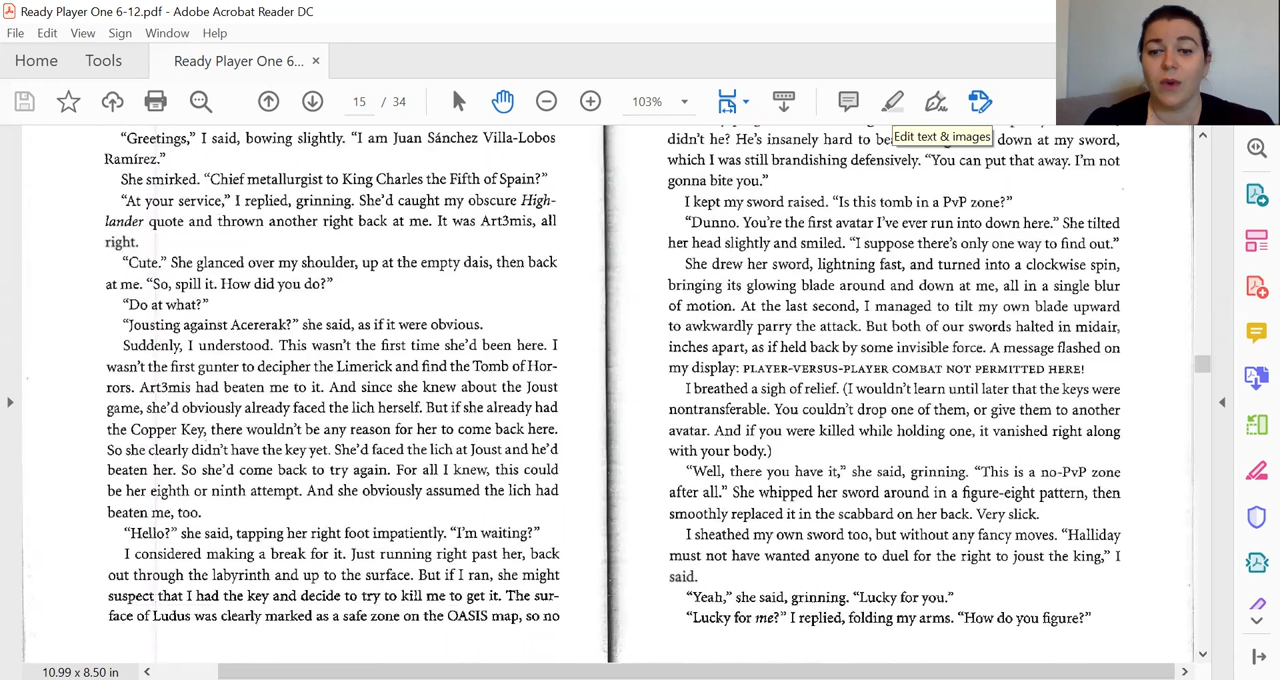 Ready Player One 6-12.pdf - Adobe Acrobat Reader DC
File Edit View Sign Window Help
Home Tools Ready Player One 6... ×
15 / 34 103%
Edit text & images
“Greetings,” I said, bowing slightly. “I am Juan Sánchez Villa-Lobos
Ramírez.”
She smirked. “Chief metallurgist to King Charles the Fifth of Spain?”
“At your service,” I replied, grinning. She’d caught my obscure High-
lander quote and thrown another right back at me. It was Art3mis, all
right.
“Cute.” She glanced over my shoulder, up at the empty dais, then back
at me. “So, spill it. How did you do?”
“Do at what?”
“Jousting against Acererak?” she said, as if it were obvious.
Suddenly, I understood. This wasn’t the first time she’d been here. I
wasn’t the first gunter to decipher the Limerick and find the Tomb of Hor-
rors. Art3mis had beaten me to it. And since she knew about the Joust
game, she’d obviously already faced the lich herself. But if she already had
the Copper Key, there wouldn’t be any reason for her to come back here.
So she clearly didn’t have the key yet. She’d faced the lich at Joust and he’d
beaten her. So she’d come back to try again. For all I knew, this could
be her eighth or ninth attempt. And she obviously assumed the lich had
beaten me, too.
“Hello?” she said, tapping her right foot impatiently. “I’m waiting?”
I considered making a break for it. Just running right past her, back
out through the labyrinth and up to the surface. But if I ran, she might
suspect that I had the key and decide to try to kill me to get it. The sur-
face of Ludus was clearly marked as a safe zone on the OASIS map, so no
didn’t he? He’s insanely hard to down at my sword,
which I was still brandishing defensively. “You can put that away. I’m not
gonna bite you.”
I kept my sword raised. “Is this tomb in a PvP zone?”
“Dunno. You’re the first avatar I’ve ever run into down here.” She tilted
her head slightly and smiled. “I suppose there’s only one way to find out.”
She drew her sword, lightning fast, and turned into a clockwise spin,
bringing its glowing blade around and down at me, all in a single blur
of motion. At the last second, I managed to tilt my own blade upward
to awkwardly parry the attack. But both of our swords halted in midair,
inches apart, as if held back by some invisible force. A message flashed on
my display: PLAYER-VERSUS-PLAYER COMBAT NOT PERMITTED HERE!
I breathed a sigh of relief. (I wouldn’t learn until later that the keys were
nontransferable. You couldn’t drop one of them, or give them to another
avatar. And if you were killed while holding one, it vanished right along
with your body.)
“Well, there you have it,” she said, grinning. “This is a no-PvP zone
after all.” She whipped her sword around in a figure-eight pattern, then
smoothly replaced it in the scabbard on her back. Very slick.
I sheathed my own sword too, but without any fancy moves. “Halliday
must not have wanted anyone to duel for the right to joust the king,” I
said.
“Yeah,” she said, grinning. “Lucky for you.”
“Lucky for me?” I replied, folding my arms. “How do you figure?”
10.99 x 8.50 in